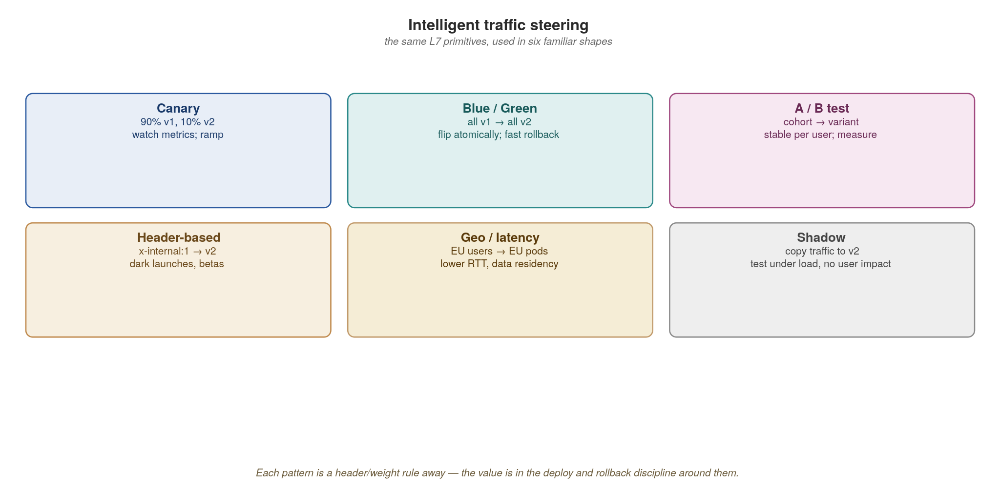 Intelligent traffic steering
the same L7 primitives, used in six familiar shapes
Canary
90% v1, 10% v2
watch metrics; ramp
Blue / Green
all v1 → all v2
flip atomically; fast rollback
A / B test
cohort → variant
stable per user; measure
Header-based
x-internal:1 → v2
dark launches, betas
Geo / latency
EU users → EU pods
lower RTT, data residency
Shadow
copy traffic to v2
test under load, no user impact
Each pattern is a header/weight rule away — the value is in the deploy and rollback discipline around them.